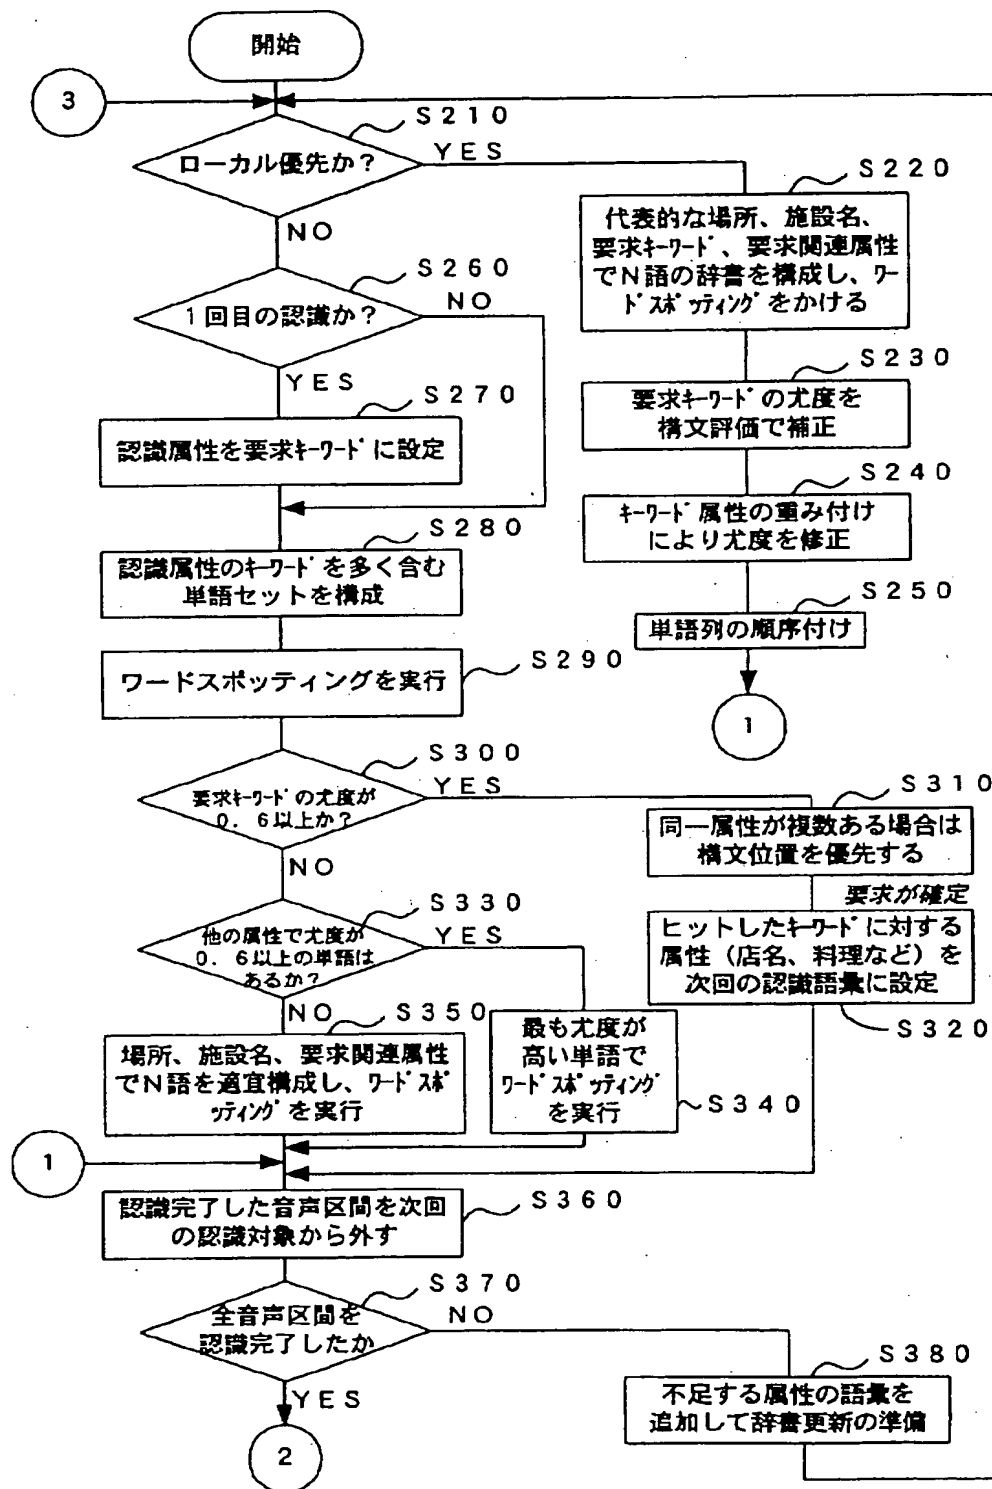 開始
3
S210
ローカル優先か？
YES
NO
S220
代表的な場所、施設名、
要求ｷｰﾜｰﾄﾞ、要求関連属性
でN語の辞書を構成し、ﾜｰ
ﾄﾞｽﾎﾟｯﾃｨﾝｸﾞをかける
S260
1回目の認識か？
NO
YES
S230
要求ｷｰﾜｰﾄﾞの尤度を
構文評価で補正
S270
認識属性を要求ｷｰﾜｰﾄﾞに設定
S240
ｷｰﾜｰﾄﾞ属性の重み付け
により尤度を修正
S280
認識属性のｷｰﾜｰﾄﾞを多く含む
単語セットを構成
S250
単語列の順序付け
S290
ワードスポッティングを実行
1
S300
要求ｷｰﾜｰﾄﾞの尤度が
０．６以上か？
YES
NO
S310
同一属性が複数ある場合は
構文位置を優先する
要求が確定
S330
他の属性で尤度が
０．６以上の単語は
あるか？
YES
NO
ヒットしたｷｰﾜｰﾄﾞに対する
属性（店名、料理など）を
次回の認識語彙に設定
S320
S350
場所、施設名、要求関連属性
でN語を適宜構成し、ﾜｰﾄﾞｽﾎﾟ
ｯﾃｨﾝｸﾞを実行
最も尤度が
高い単語で
ﾜｰﾄﾞｽﾎﾟｯﾃｨﾝｸﾞ
を実行
S340
1
S360
認識完了した音声区間を次回
の認識対象から外す
S370
全音声区間を
認識完了したか
NO
YES
S380
不足する属性の語彙を
追加して辞書更新の準備
2